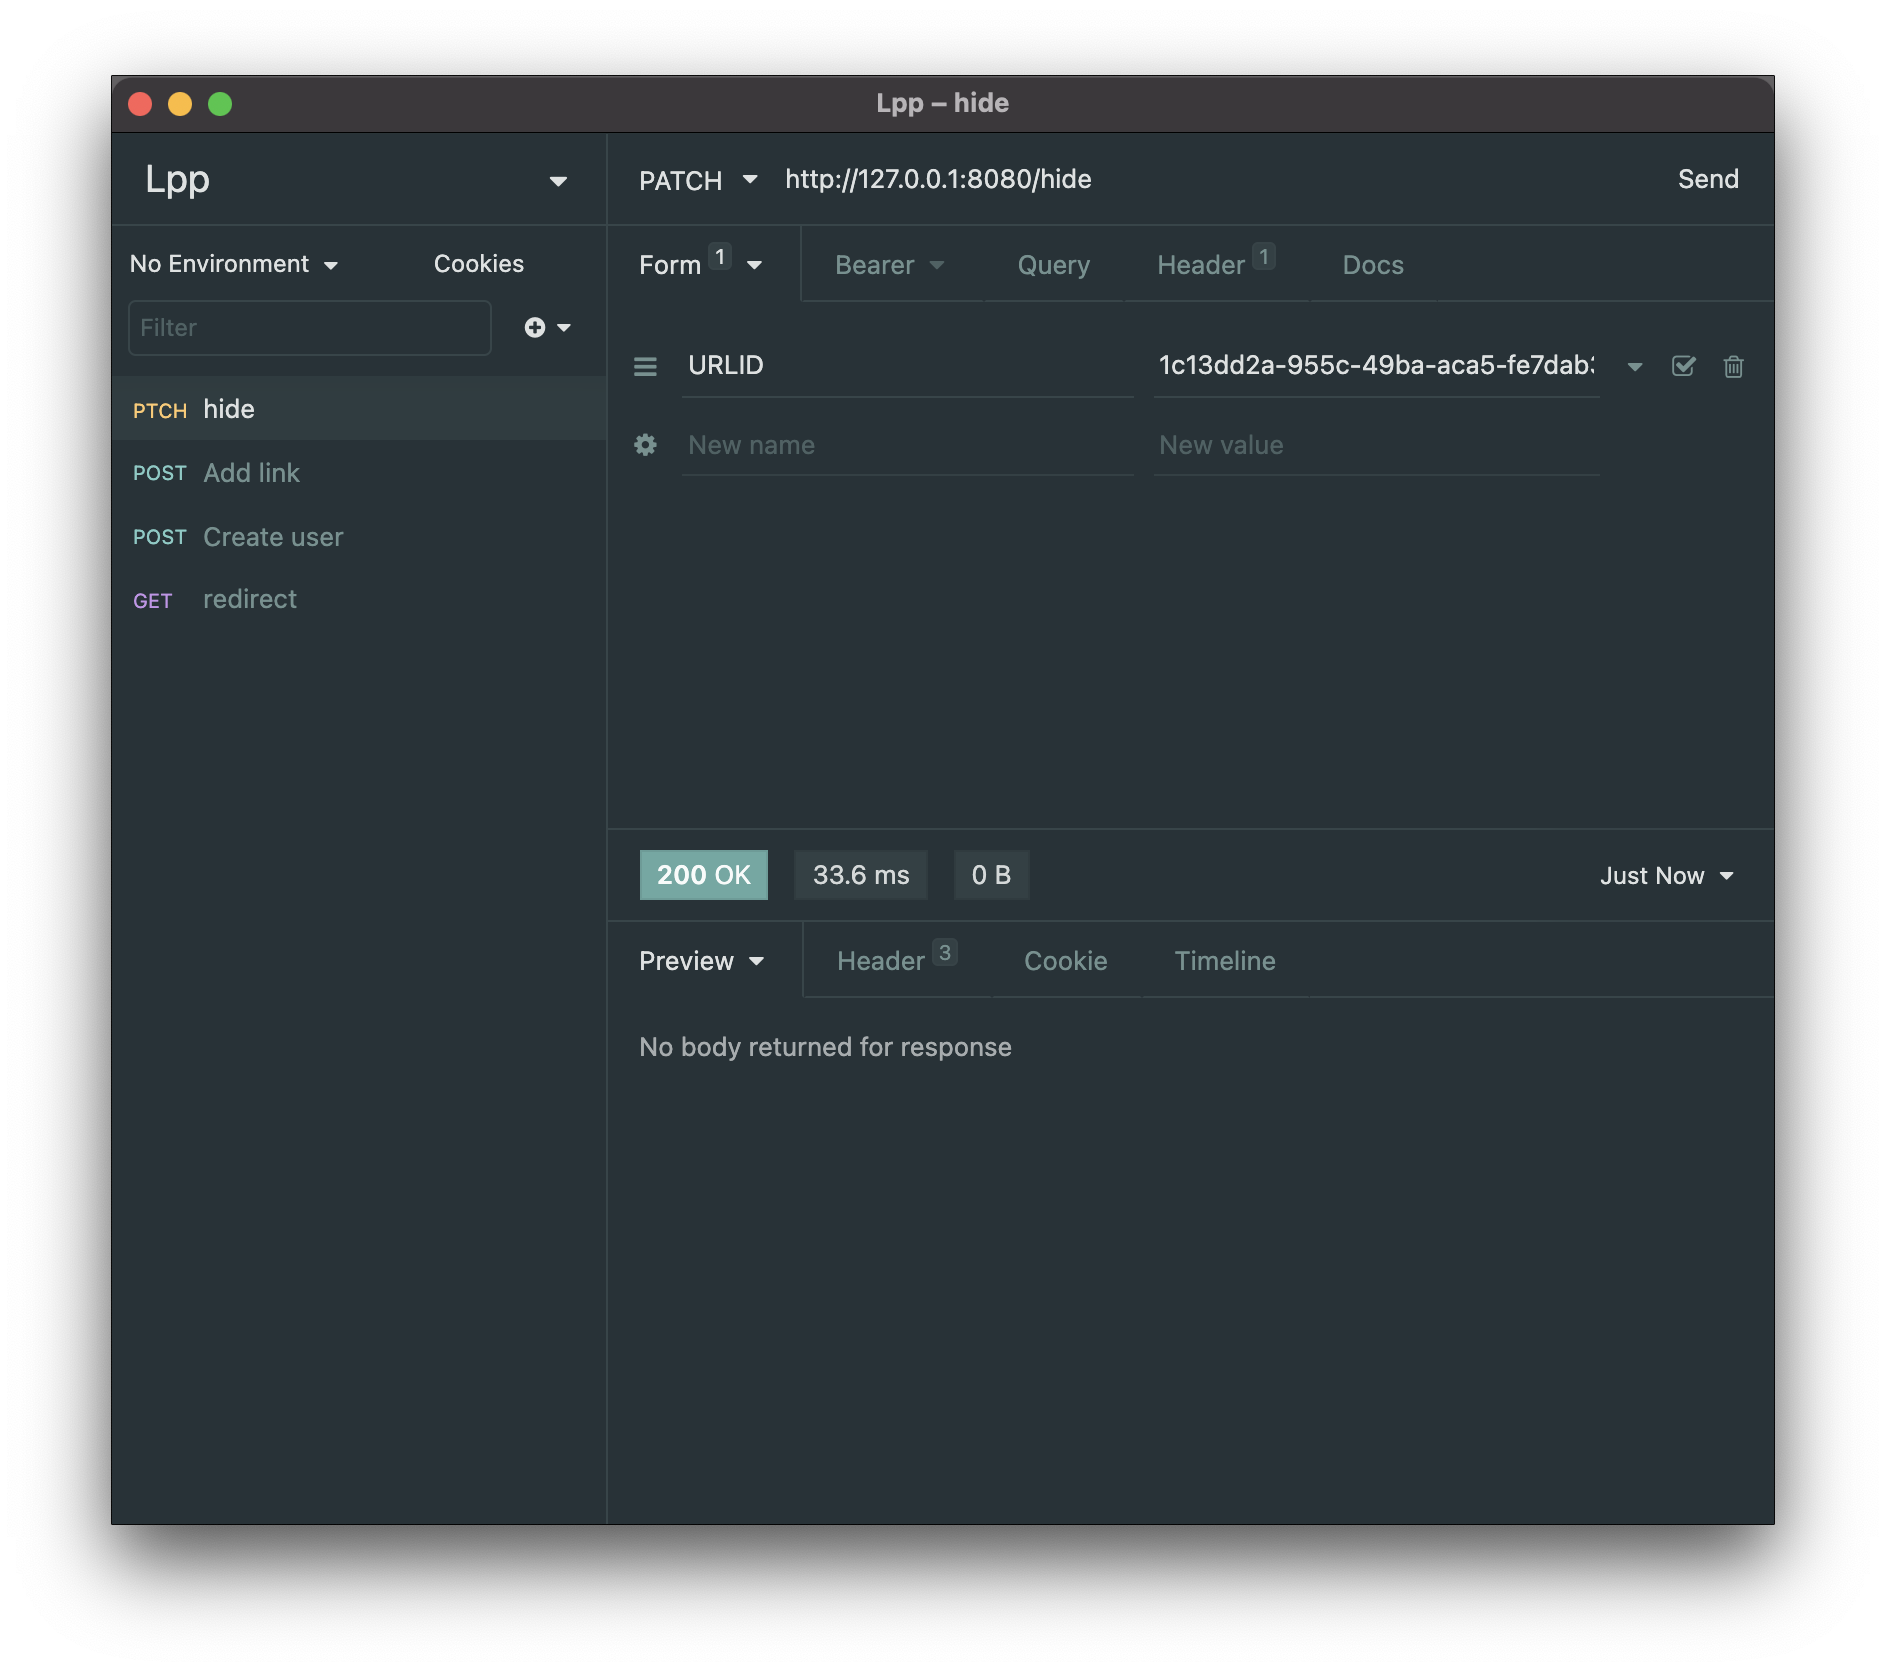 Lpp – hide
Lpp
PATCH
http://127.0.0.1:8080/hide
Send
No Environment
Cookies
Filter
PTCH hide
POST Add link
POST Create user
GET redirect
Form 1
Bearer
Query
Header 1
Docs
URLID
1c13dd2a-955c-49ba-aca5-fe7dab
New name
New value
200 OK
33.6 ms
0 B
Just Now
Preview
Header 3
Cookie
Timeline
No body returned for response